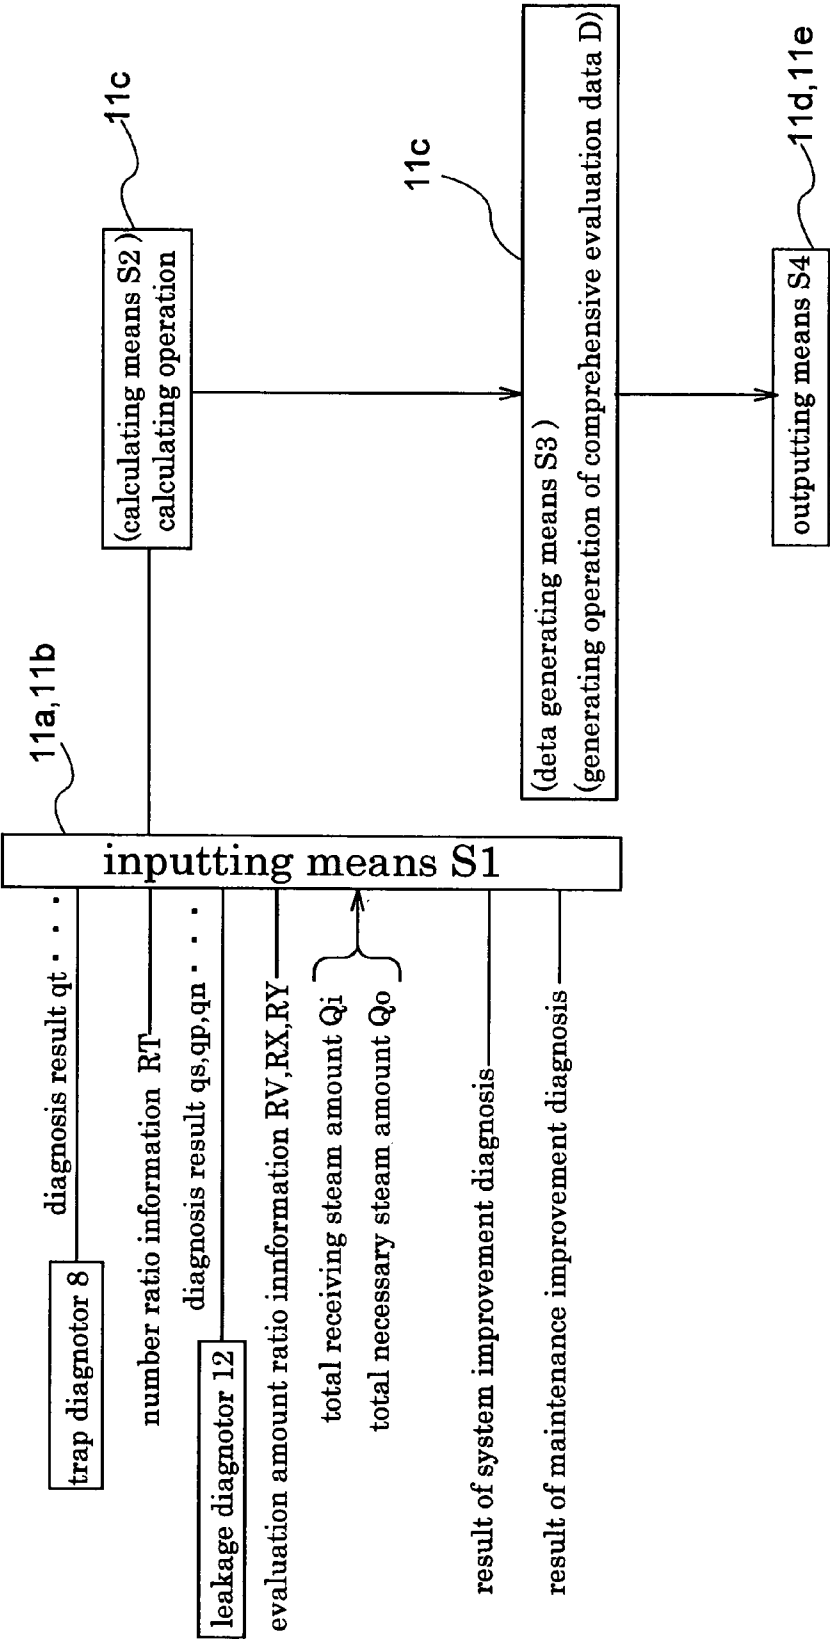 trap diagnotor 8
diagnosis result qt · · ·
number ratio information RT
leakage diagnotor 12
diagnosis result qs,qp,qn · · ·
evaluation amount ratio innformation RV,RX,RY
total receiving steam amount Qi
total necessary steam amount Qo
result of system improvement diagnosis
result of maintenance improvement diagnosis
11a,11b
inputting means S1
11c
(calculating means S2)
calculating operation
11c
(deta generating means S3)
(generating operation of comprehensive evaluation data D)
11d,11e
outputting means S4